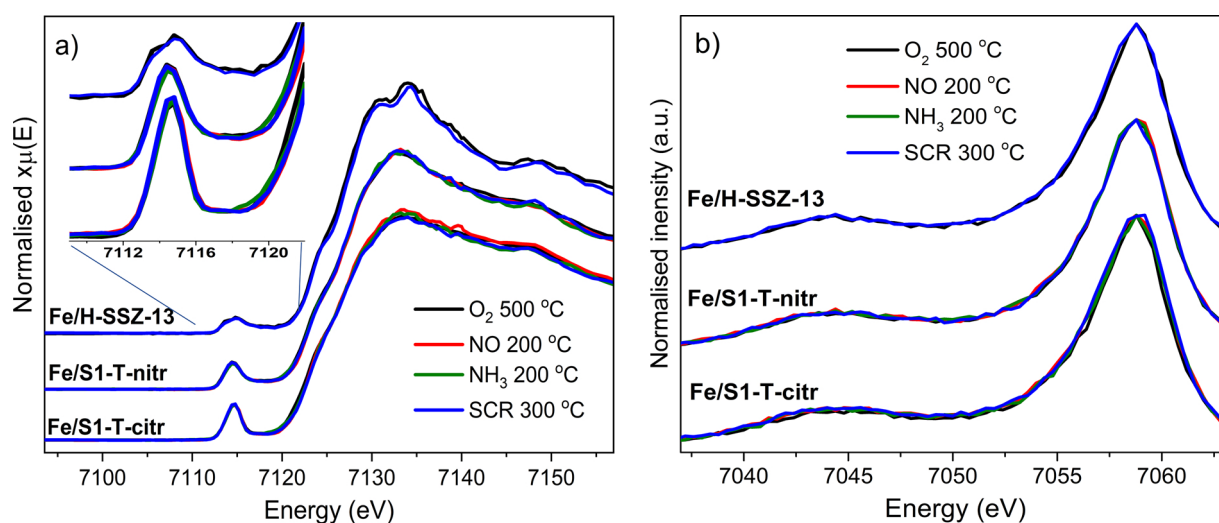 a)
Normalised xμ(E)
7112 7116 7120
Fe/H-SSZ-13
Fe/S1-T-nitr
Fe/S1-T-citr
O2 500 °C
NO 200 °C
NH3 200 °C
SCR 300 °C
7100 7110 7120 7130 7140 7150
Energy (eV)
b)
Normalised inensity (a.u.)
O2 500 °C
NO 200 °C
NH3 200 °C
SCR 300 °C
Fe/H-SSZ-13
Fe/S1-T-nitr
Fe/S1-T-citr
7040 7045 7050 7055 7060
Energy (eV)